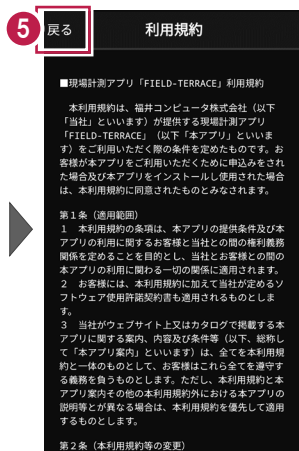 5 戻る 利用規約
■現場計測アプリ「FIELD-TERRACE」利用規約
本利用規約は、福井コンピュータ株式会社（以下
「当社」といいます）が提供する現場計測アプリ
「FIELD-TERRACE」（以下「本アプリ」といいま
す）をご利用いただく際の条件を定めたものです。お
客様が本アプリをご利用いただくために申込みをされ
た場合及び本アプリをインストールし使用された場合
は、本利用規約に同意されたものとみなされます。
第１条（適用範囲）
１　本利用規約の条項は、本アプリの提供条件及び本
アプリの利用に関するお客様と当社との間の権利義務
関係を定めることを目的とし、当社とお客様との間の
本アプリの利用に関わる一切の関係に適用されます。
２　お客様には、本利用規約に加えて当社が定めるソ
フトウェア使用許諾契約書も適用されるものとしま
す。
３　当社がウェブサイト上又はカタログで掲載する本
アプリに関する案内、内容及び条件等（以下、総称し
て「本アプリ案内」といいます）は、全てを本利用規
約と一体のものとして、お客様はこれら全てを遵守す
る義務を負うものとします。ただし、本利用規約と本
アプリ案内その他の本利用規約外における本アプリの
説明等とが異なる場合は、本利用規約を優先して適用
するものとします。
第２条（本利用規約等の変更）